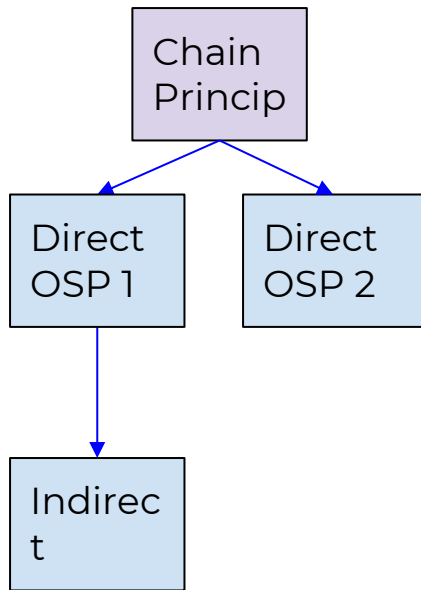 Chain
Princip
Direct
OSP 1
Direct
OSP 2
Indirec
t